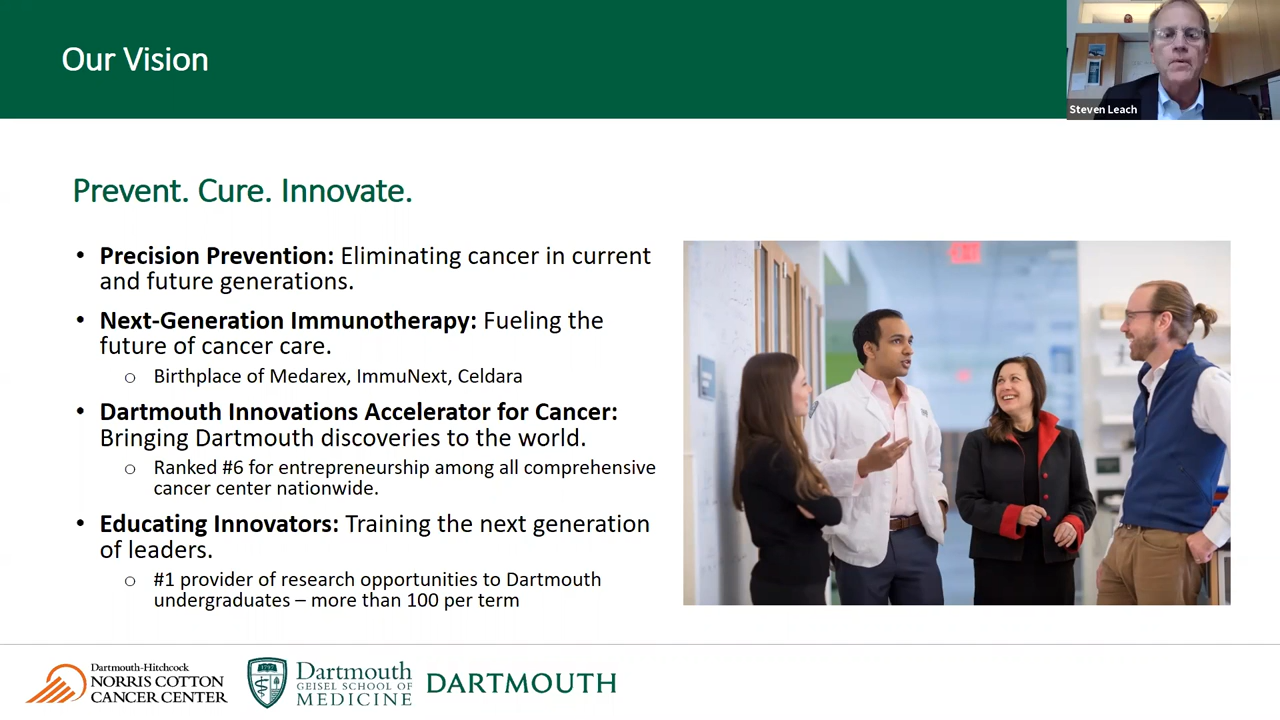 Our Vision
Steven Leach
Prevent. Cure. Innovate.
• Precision Prevention: Eliminating cancer in current
and future generations.
• Next-Generation Immunotherapy: Fueling the
future of cancer care.
o Birthplace of Medarex, ImmuNext, Celdara
• Dartmouth Innovations Accelerator for Cancer:
Bringing Dartmouth discoveries to the world.
o Ranked #6 for entrepreneurship among all comprehensive
cancer center nationwide.
• Educating Innovators: Training the next generation
of leaders.
o #1 provider of research opportunities to Dartmouth
undergraduates – more than 100 per term
EXIT
Dartmouth-Hitchcock
NORRIS COTTON
CANCER CENTER
Dartmouth
GEISEL SCHOOL OF
MEDICINE
DARTMOUTH